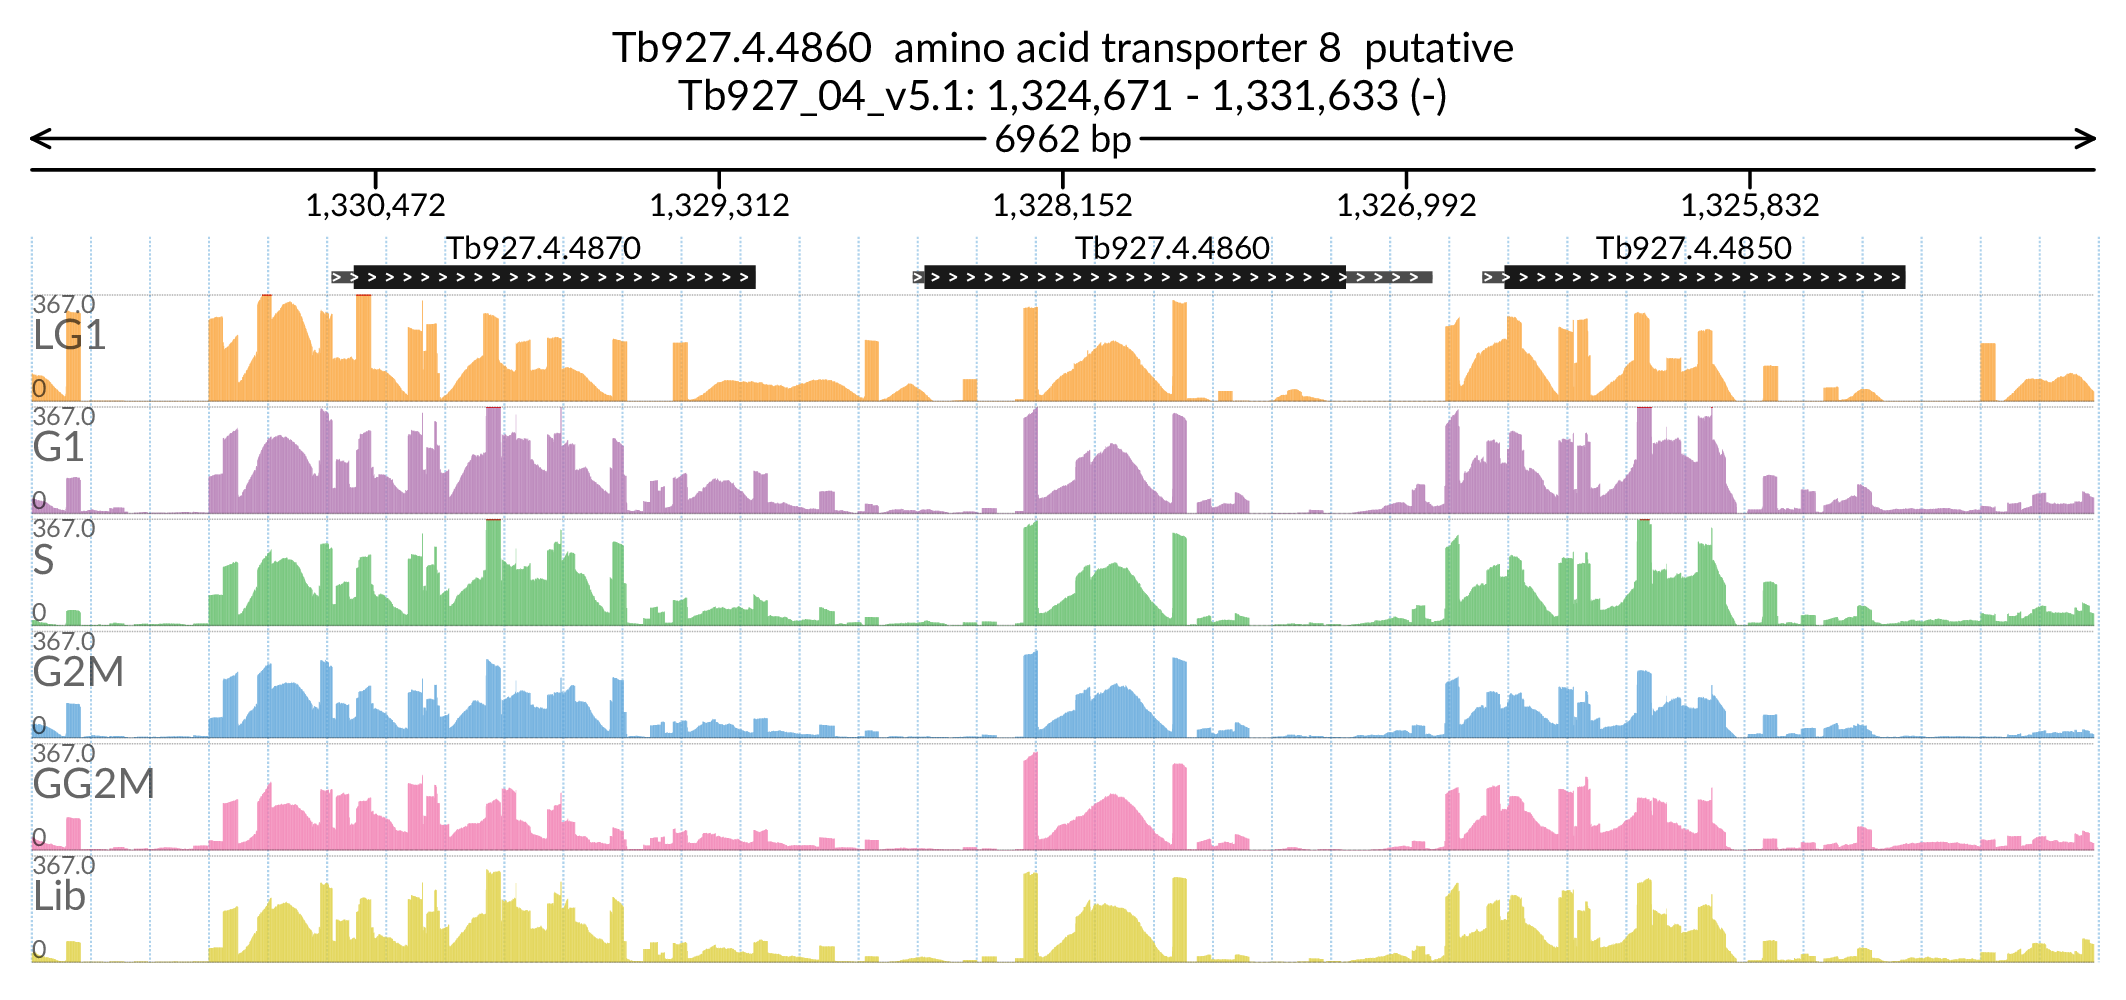 Tb927.4.4860  amino acid transporter 8  putative
Tb927_04_v5.1: 1,324,671 - 1,331,633 (-)
6962 bp
1,330,472 1,329,312 1,328,152 1,326,992 1,325,832
Tb927.4.4870 Tb927.4.4860 Tb927.4.4850
367.0
LG1
0
367.0
G1
0
367.0
S
0
367.0
G2M
0
367.0
GG2M
0
367.0
Lib
0